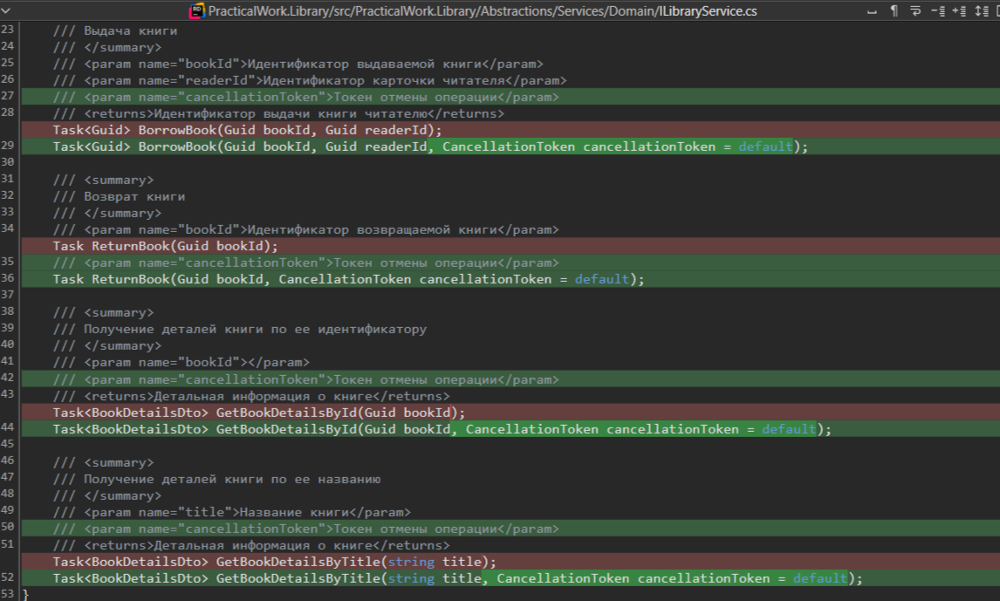 RD PracticalWork.Library/src/PracticalWork.Library/Abstractions/Services/Domain/ILibraryService.cs
23 /// Выдача книги
24 /// </summary>
25 /// <param name="bookId">Идентификатор выдаваемой книги</param>
26 /// <param name="readerId">Идентификатор карточки читателя</param>
27 /// <param name="cancellationToken">Токен отмены операции</param>
28 /// <returns>Идентификатор выдачи книги читателю</returns>
Task<Guid> BorrowBook(Guid bookId, Guid readerId);
29 Task<Guid> BorrowBook(Guid bookId, Guid readerId, CancellationToken cancellationToken = default);
30
31 /// <summary>
32 /// Возврат книги
33 /// </summary>
34 /// <param name="bookId">Идентификатор возвращаемой книги</param>
Task ReturnBook(Guid bookId);
35 /// <param name="cancellationToken">Токен отмены операции</param>
36 Task ReturnBook(Guid bookId, CancellationToken cancellationToken = default);
37
38 /// <summary>
39 /// Получение деталей книги по ее идентификатору
40 /// </summary>
41 /// <param name="bookId"></param>
42 /// <param name="cancellationToken">Токен отмены операции</param>
43 /// <returns>Детальная информация о книге</returns>
Task<BookDetailsDto> GetBookDetailsById(Guid bookId);
44 Task<BookDetailsDto> GetBookDetailsById(Guid bookId, CancellationToken cancellationToken = default);
45
46 /// <summary>
47 /// Получение деталей книги по ее названию
48 /// </summary>
49 /// <param name="title">Название книги</param>
50 /// <param name="cancellationToken">Токен отмены операции</param>
51 /// <returns>Детальная информация о книге</returns>
Task<BookDetailsDto> GetBookDetailsByTitle(string title);
52 Task<BookDetailsDto> GetBookDetailsByTitle(string title, CancellationToken cancellationToken = default);
53 }